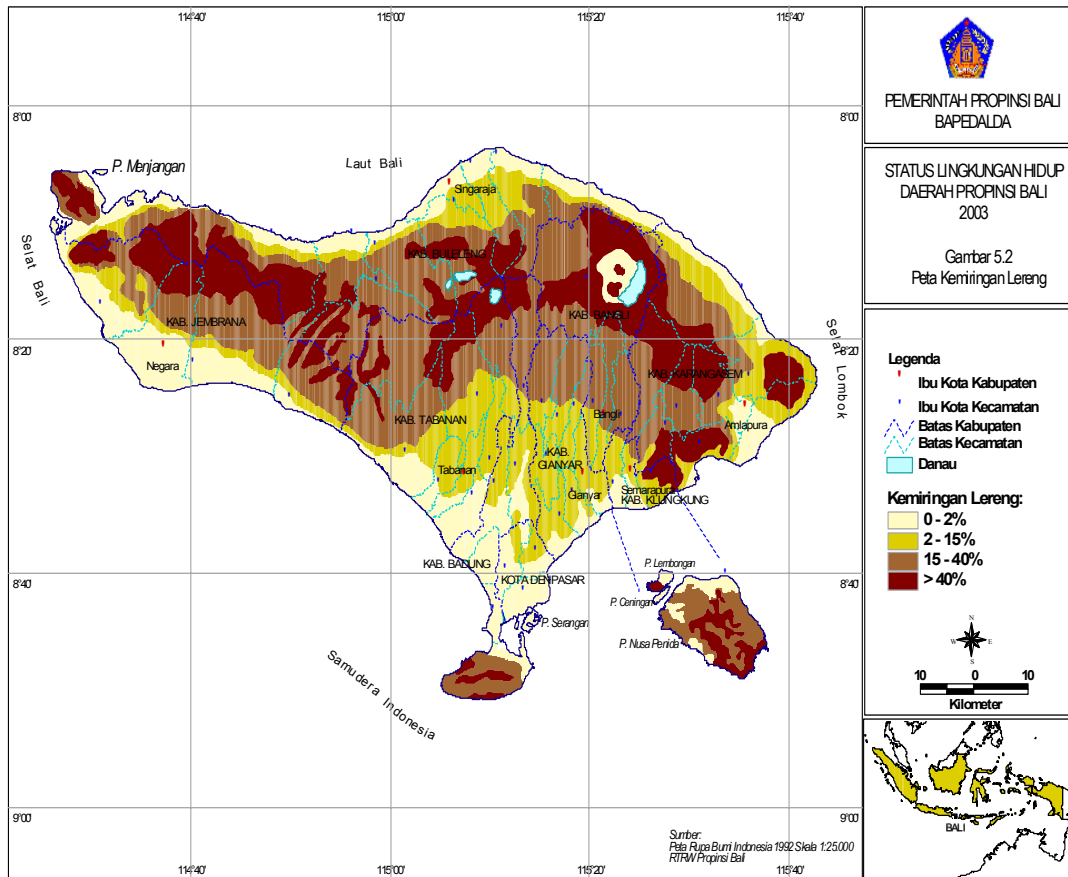 114°40'
115°00'
115°20'
115°40'
8°00'
8°00'
P. Menjangan
Laut Bali
Singaraja
Selat Bali
KAB. BULELENG
KAB. JEMBRANA
KAB. BANGLI
8°20'
8°20'
Selat Lombok
Negara
KAB. KARANGASEM
KAB. TABANAN
Bangli
Amlapura
KAB.
GIANYAR
Tabanan
Gianyar
Semarapura
KAB. KLUNGKUNG
KAB. BADUNG
KOTA DENPASAR
P. Lembongan
8°40'
8°40'
P. Ceningan
P. Serangan
P. Nusa Penida
Samudera Indonesia
9°00'
9°00'
Sumber:
Peta Rupa Bumi Indonesia 1992 Skala 1:25.000
RTRW Propinsi Bali
114°40'
115°00'
115°20'
115°40'
PEMERINTAH PROPINSI BALI
BAPEDALDA
STATUS LINGKUNGAN HIDUP
DAERAH PROPINSI BALI
2003
Gambar 5.2
Peta Kemiringan Lereng
Legenda
Ibu Kota Kabupaten
Ibu Kota Kecamatan
Batas Kabupaten
Batas Kecamatan
Danau
Kemiringan Lereng:
0 - 2%
2 - 15%
15 - 40%
> 40%
N
W E
S
10 0 10
Kilometer
BALI